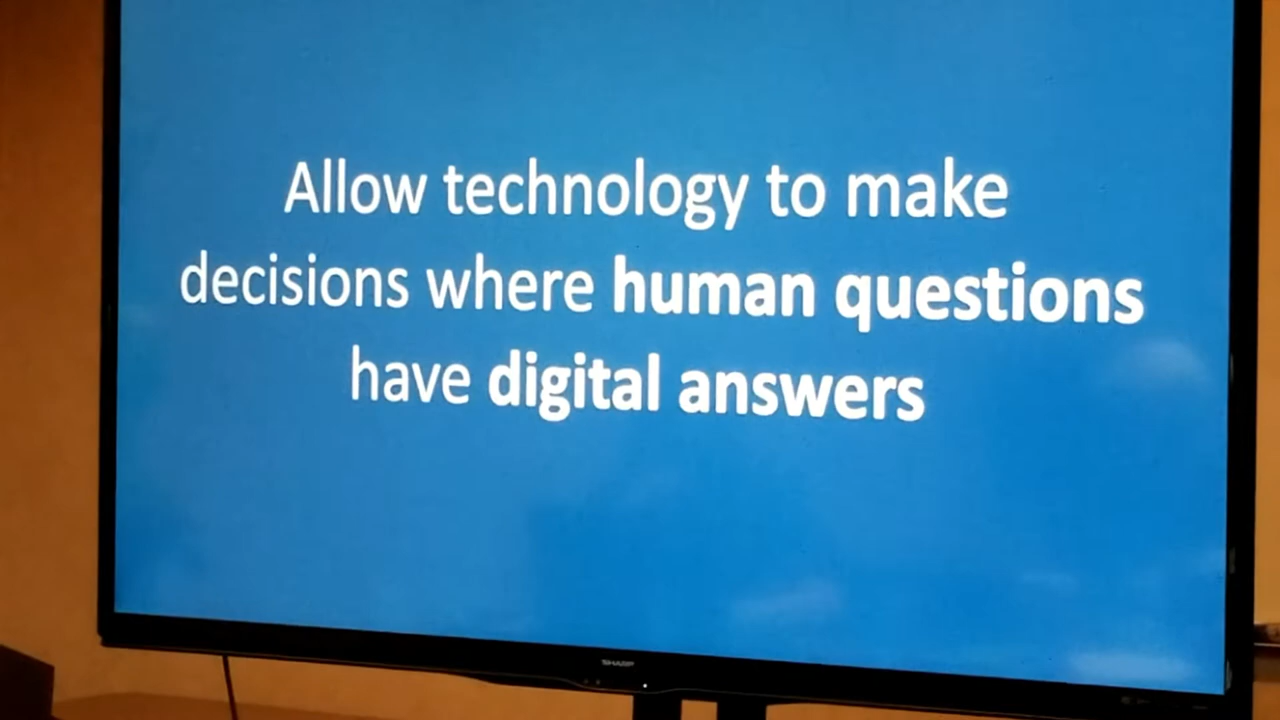 Allow technology to make
decisions where human questions
have digital answers
SHARP